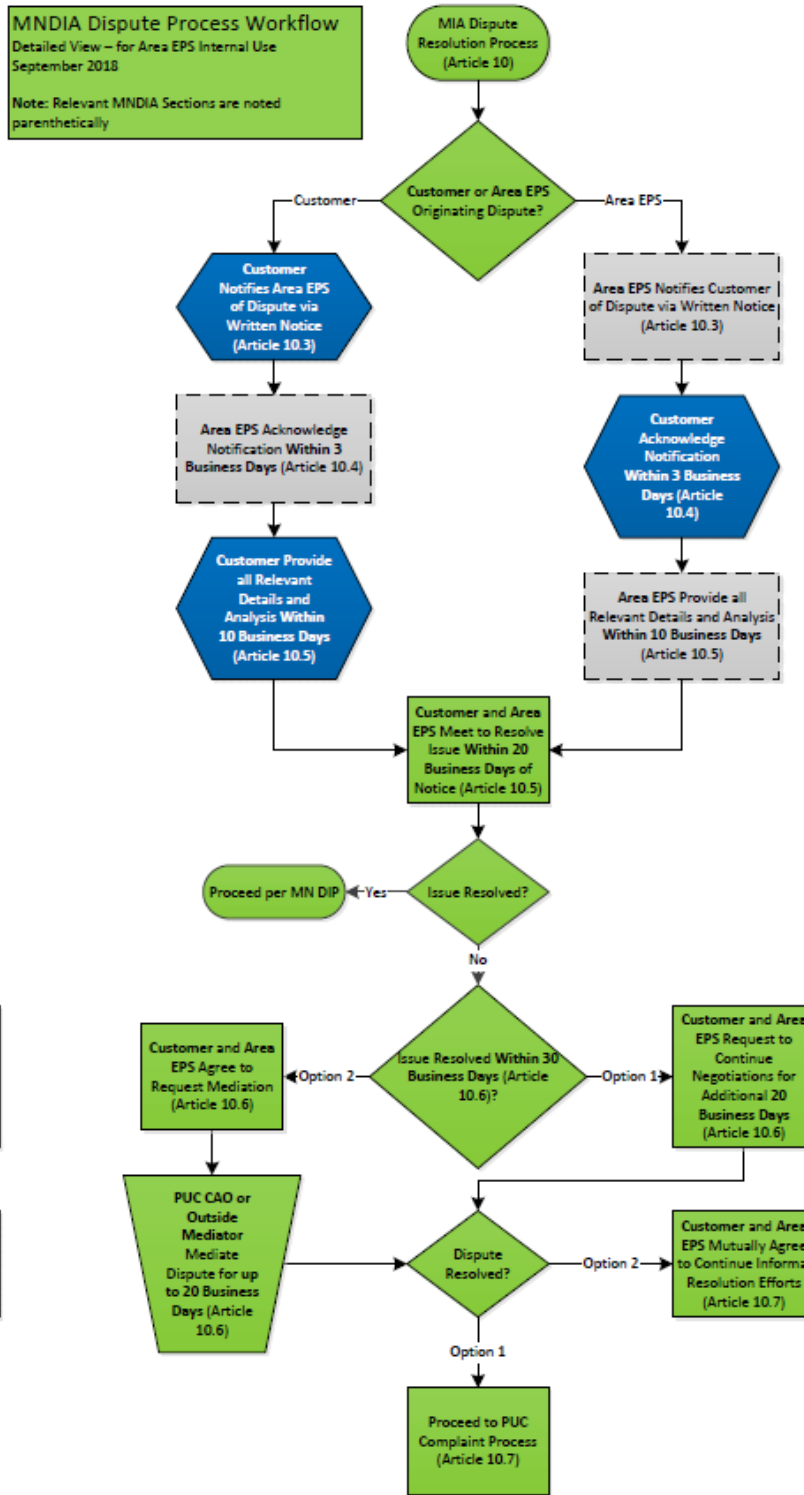 MNDIA Dispute Process Workflow
Detailed View – for Area EPS Internal Use
September 2018
Note: Relevant MNDIA Sections are noted
parenthetically
MIA Dispute
Resolution Process
(Article 10)
Customer or Area EPS
Originating Dispute?
Customer
Area EPS
Customer
Notifies Area EPS
of Dispute via
Written Notice
(Article 10.3)
Area EPS Notifies Customer
of Dispute via Written Notice
(Article 10.3)
Area EPS Acknowledge
Notification Within 3
Business Days (Article 10.4)
Customer
Acknowledge
Notification
Within 3 Business
Days (Article
10.4)
Customer Provide
all Relevant
Details and
Analysis Within
10 Business Days
(Article 10.5)
Area EPS Provide all
Relevant Details and Analysis
Within 10 Business Days
(Article 10.5)
Customer and Area
EPS Meet to Resolve
Issue Within 20
Business Days of
Notice (Article 10.5)
Issue Resolved?
Yes
Proceed per MN DIP
No
Issue Resolved Within 30
Business Days (Article
10.6)?
Option 2
Option 1
Customer and Area
EPS Agree to
Request Mediation
(Article 10.6)
Customer and Area
EPS Request to
Continue
Negotiations for
Additional 20
Business Days
(Article 10.6)
PUC CAO or
Outside
Mediator
Mediate
Dispute for up
to 20 Business
Days (Article
10.6)
Dispute
Resolved?
Option 2
Customer and Area
EPS Mutually Agree
to Continue Informa
Resolution Efforts
(Article 10.7)
Option 1
Proceed to PUC
Complaint Process
(Article 10.7)